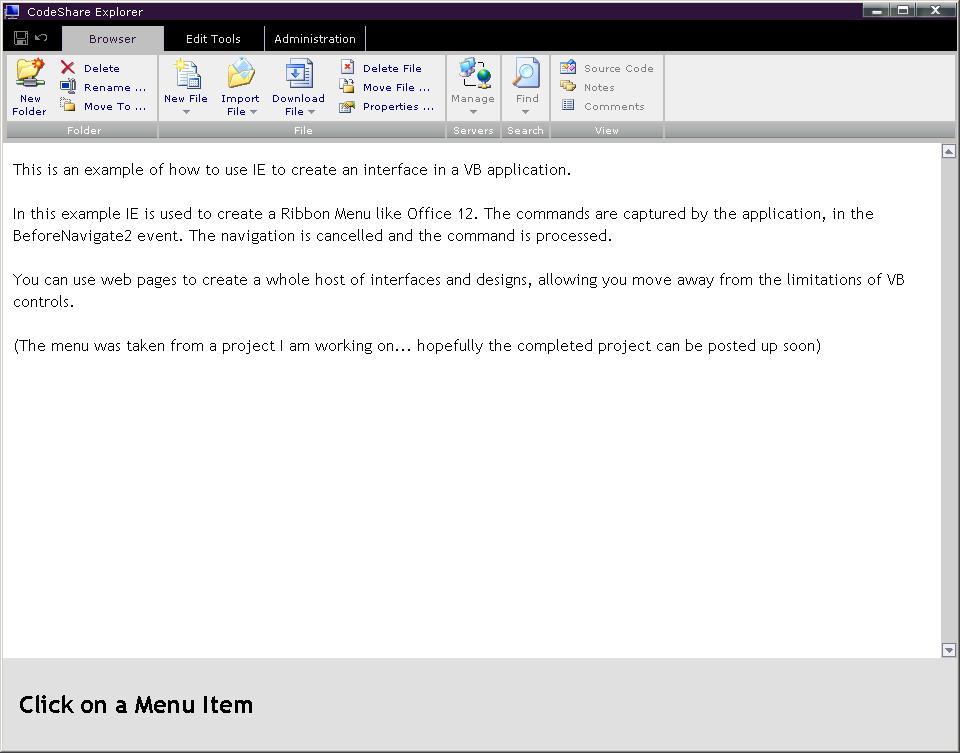 CodeShare Explorer
Browser Edit Tools Administration
New Folder
Delete
Rename ...
Move To ...
Folder
New File
Import File
Download File
Delete File
Move File ...
Properties ...
File
Manage
Servers
Find
Search
Source Code
Notes
Comments
View
This is an example of how to use IE to create an interface in a VB application.
In this example IE is used to create a Ribbon Menu like Office 12. The commands are captured by the application, in the
BeforeNavigate2 event. The navigation is cancelled and the command is processed.
You can use web pages to create a whole host of interfaces and designs, allowing you move away from the limitations of VB
controls.
(The menu was taken from a project I am working on... hopefully the completed project can be posted up soon)
Click on a Menu Item